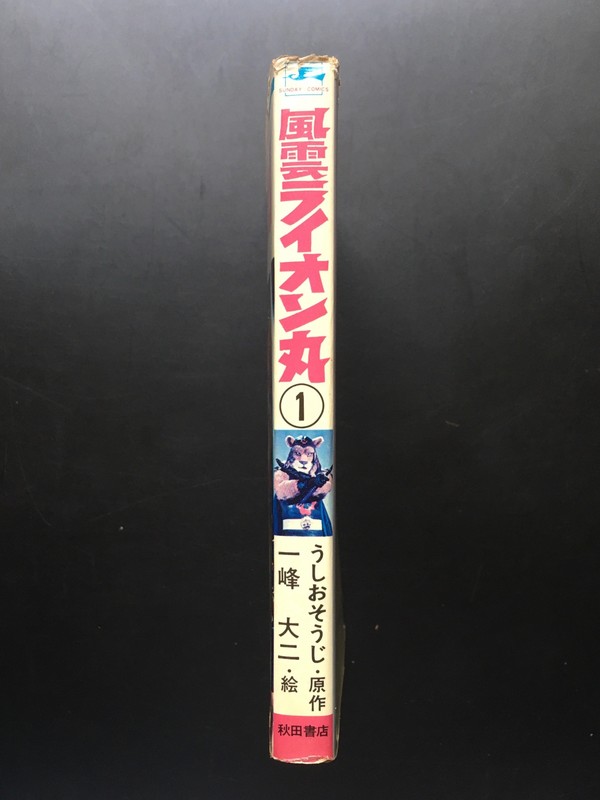 SUNDAY COMICS
風雲ライオン丸
1
うしおそうじ・原作
一峰 大二・絵
秋田書店